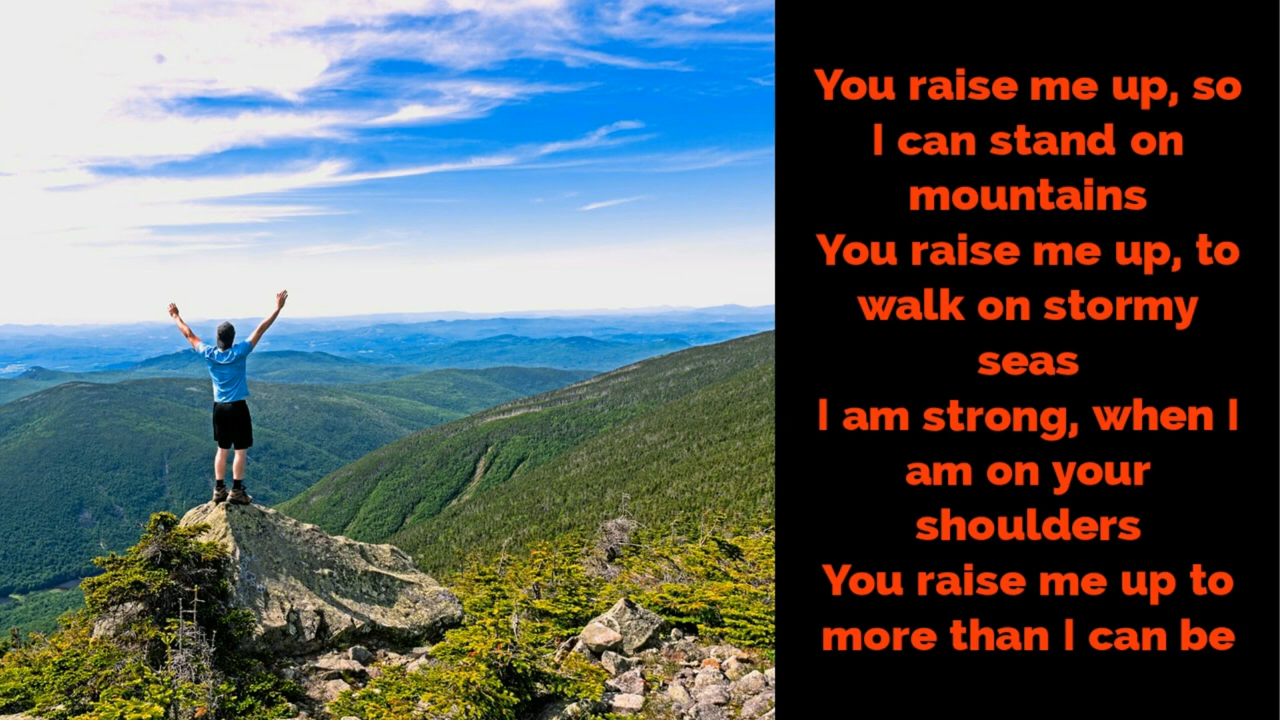 You raise me up, so
I can stand on
mountains
You raise me up, to
walk on stormy
seas
I am strong, when I
am on your
shoulders
You raise me up to
more than I can be